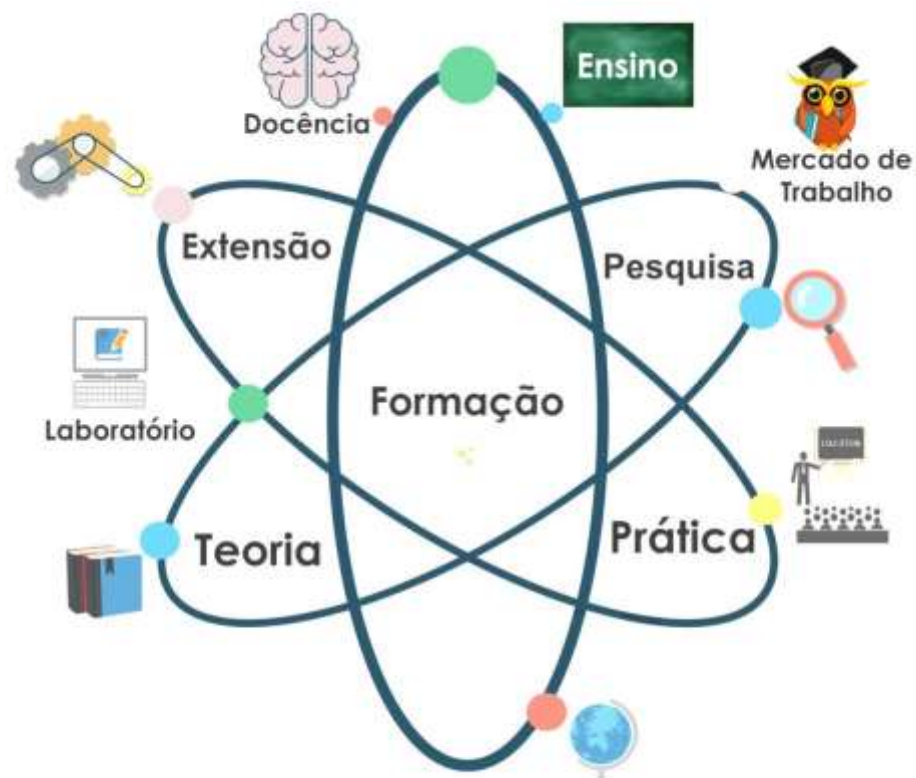 Ensino
Docência
Mercado de
Trabalho
Extensão
Pesquisa
Formação
Laboratório
Teoria
Prática